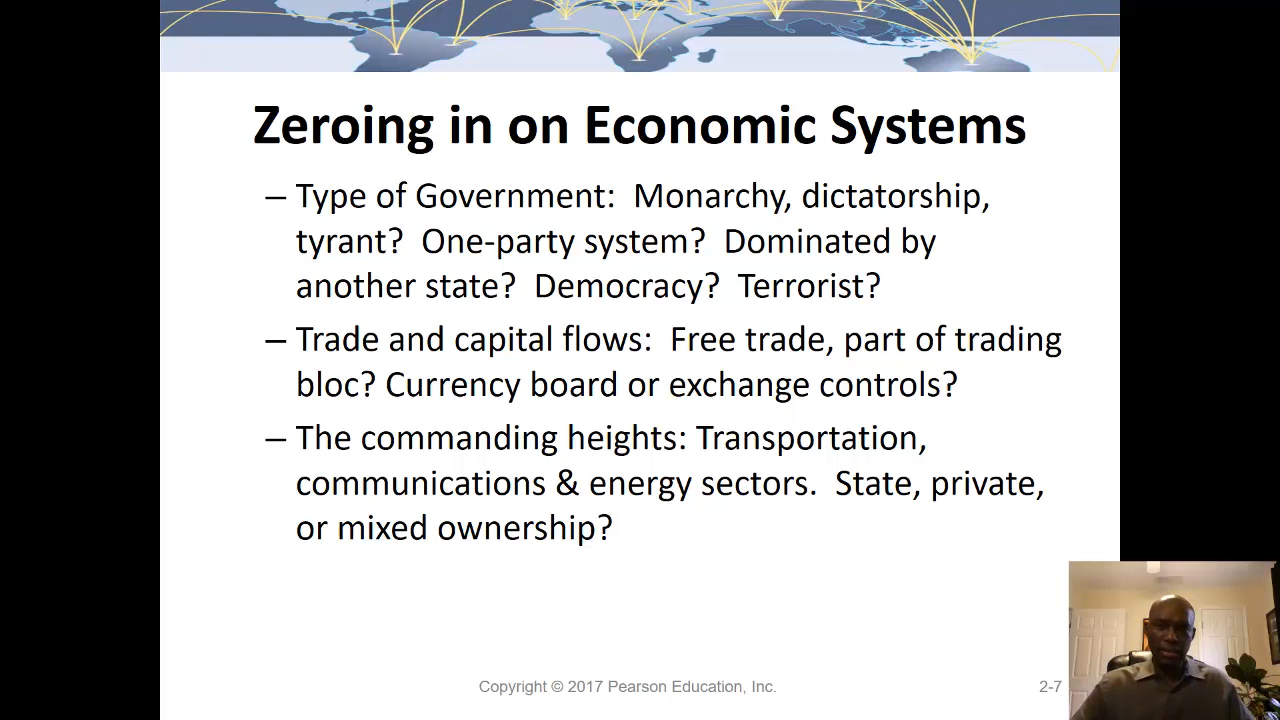 Zeroing in on Economic Systems
– Type of Government:  Monarchy, dictatorship,
tyrant?  One-party system?  Dominated by
another state?  Democracy?  Terrorist?
– Trade and capital flows:  Free trade, part of trading
bloc? Currency board or exchange controls?
– The commanding heights: Transportation,
communications & energy sectors.  State, private,
or mixed ownership?
Copyright © 2017 Pearson Education, Inc.
2-7